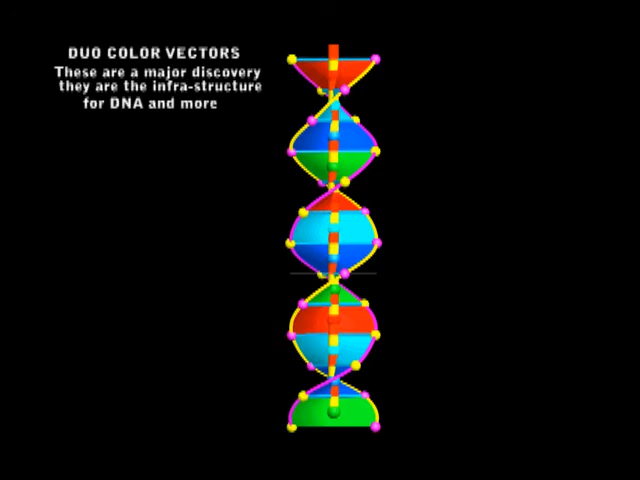 DUO COLOR VECTORS
These are a major discovery
they are the infra-structure
for DNA and more